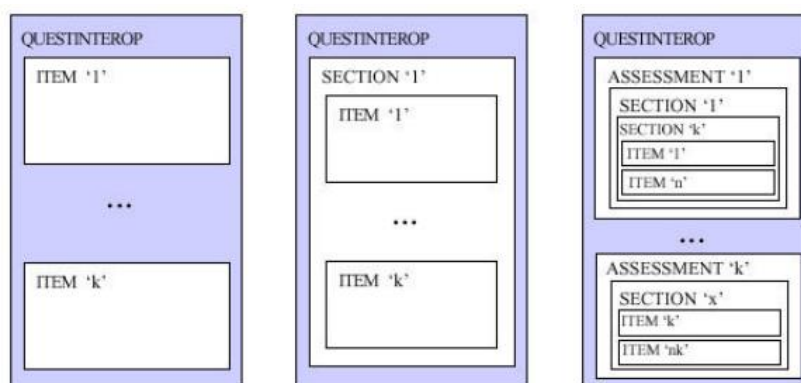 QUESTINTEROP
ITEM ‘1’
...
ITEM ‘k’
QUESTINTEROP
SECTION ‘1’
ITEM ‘1’
...
ITEM ‘k’
QUESTINTEROP
ASSESSMENT ‘1’
SECTION ‘1’
SECTION ‘k’
ITEM ‘1’
ITEM ‘n’
...
ASSESSMENT ‘k’
SECTION ‘x’
ITEM ‘k’
ITEM ‘nk’